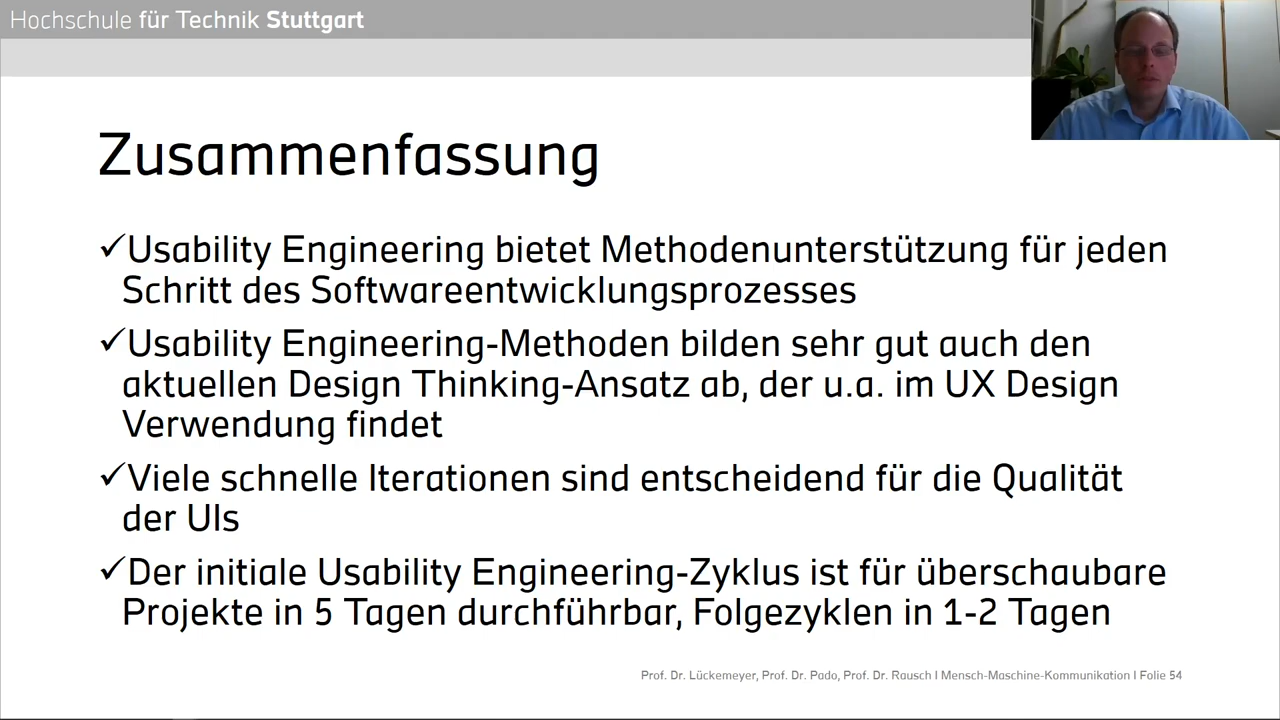 Hochschule für Technik Stuttgart
Zusammenfassung
✓Usability Engineering bietet Methodenunterstützung für jeden
Schritt des Softwareentwicklungsprozesses
✓Usability Engineering-Methoden bilden sehr gut auch den
aktuellen Design Thinking-Ansatz ab, der u.a. im UX Design
Verwendung findet
✓Viele schnelle Iterationen sind entscheidend für die Qualität
der UIs
✓Der initiale Usability Engineering-Zyklus ist für überschaubare
Projekte in 5 Tagen durchführbar, Folgezyklen in 1-2 Tagen
Prof. Dr. Lückemeyer, Prof. Dr. Pado, Prof. Dr. Rausch I Mensch-Maschine-Kommunikation I Folie 54